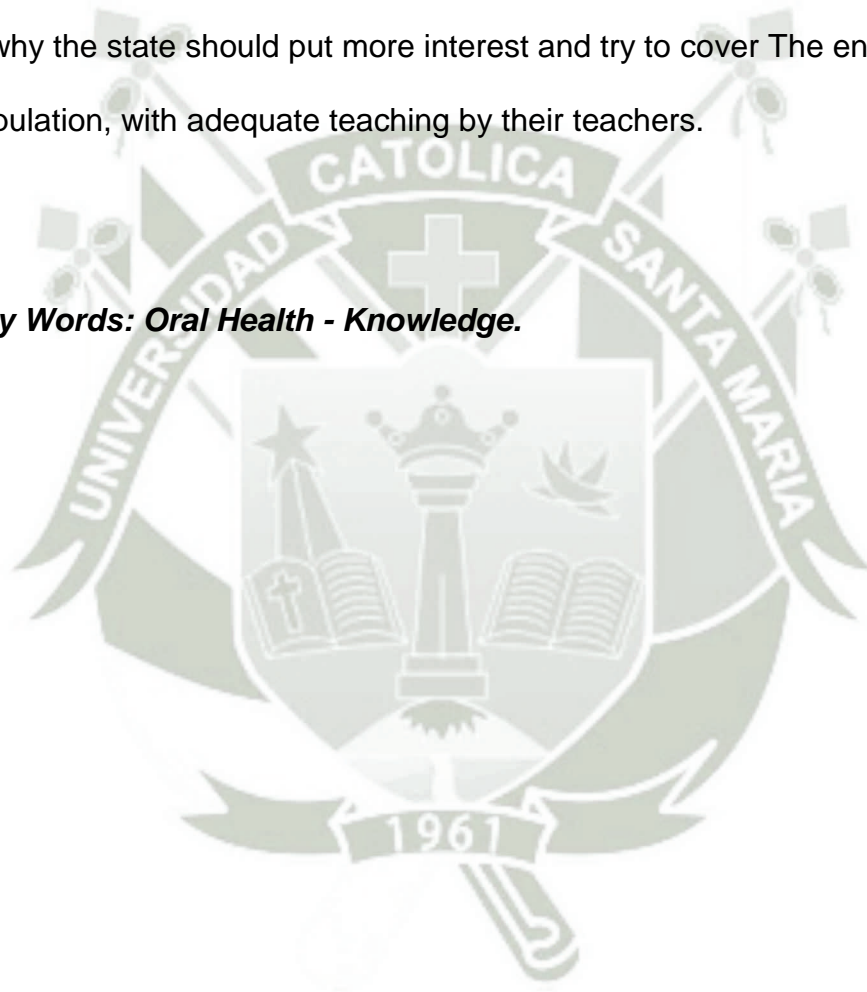 why the state should put more interest and try to cover The en
pulation, with adequate teaching by their teachers.
UNIVERSIDAD CATOLICA SANTA MARIA
y Words: Oral Health - Knowledge.
1961